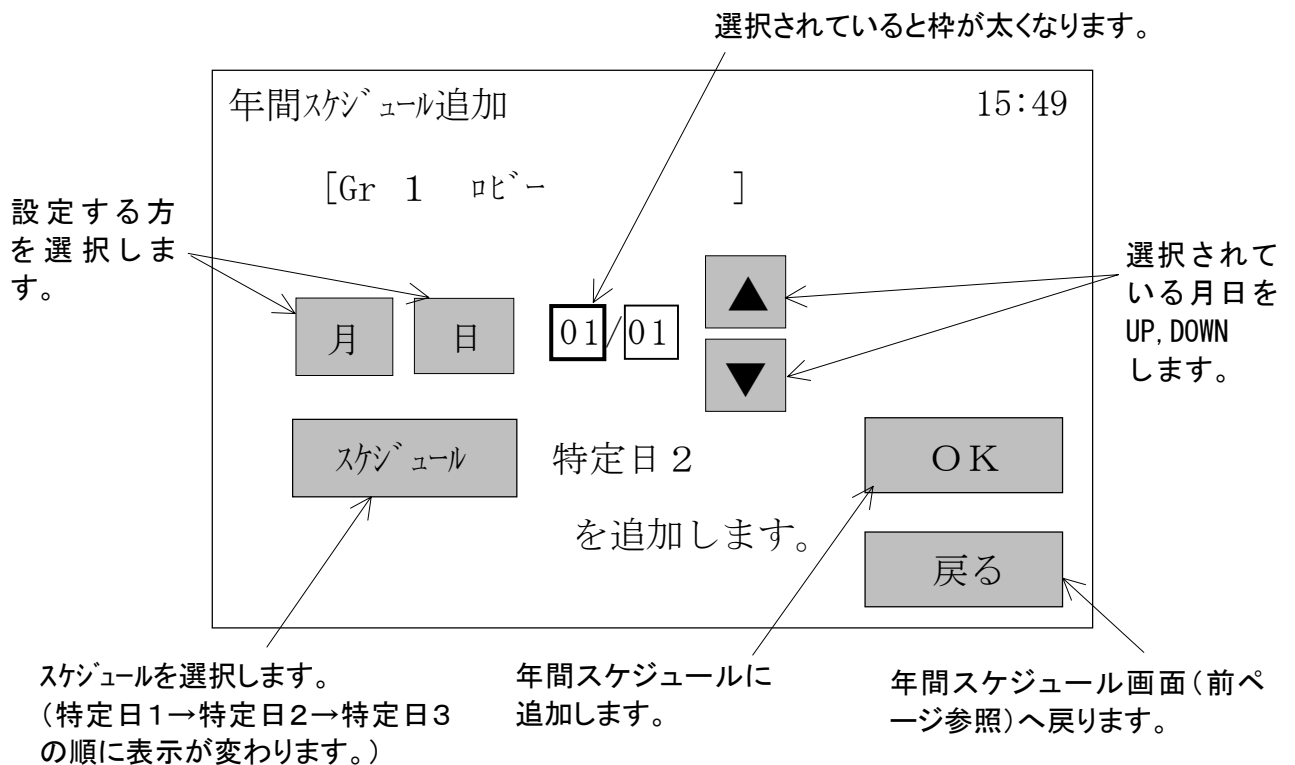 選択されていると枠が太くなります。
年間ｽｹｼﾞｭｰﾙ追加
15:49
[Gr 1 ﾛﾋﾞｰ ]
設定する方
を選択しま
す。
選択されて
いる月日を
UP,DOWN
します。
月
日
01/01
▲
▼
ｽｹｼﾞｭｰﾙ
特定日２
ＯＫ
を追加します。
戻る
ｽｹｼﾞｭｰﾙを選択します。
（特定日１→特定日２→特定日３
の順に表示が変わります。）
年間スケジュールに
追加します。
年間スケジュール画面（前ペ
ージ参照）へ戻ります。